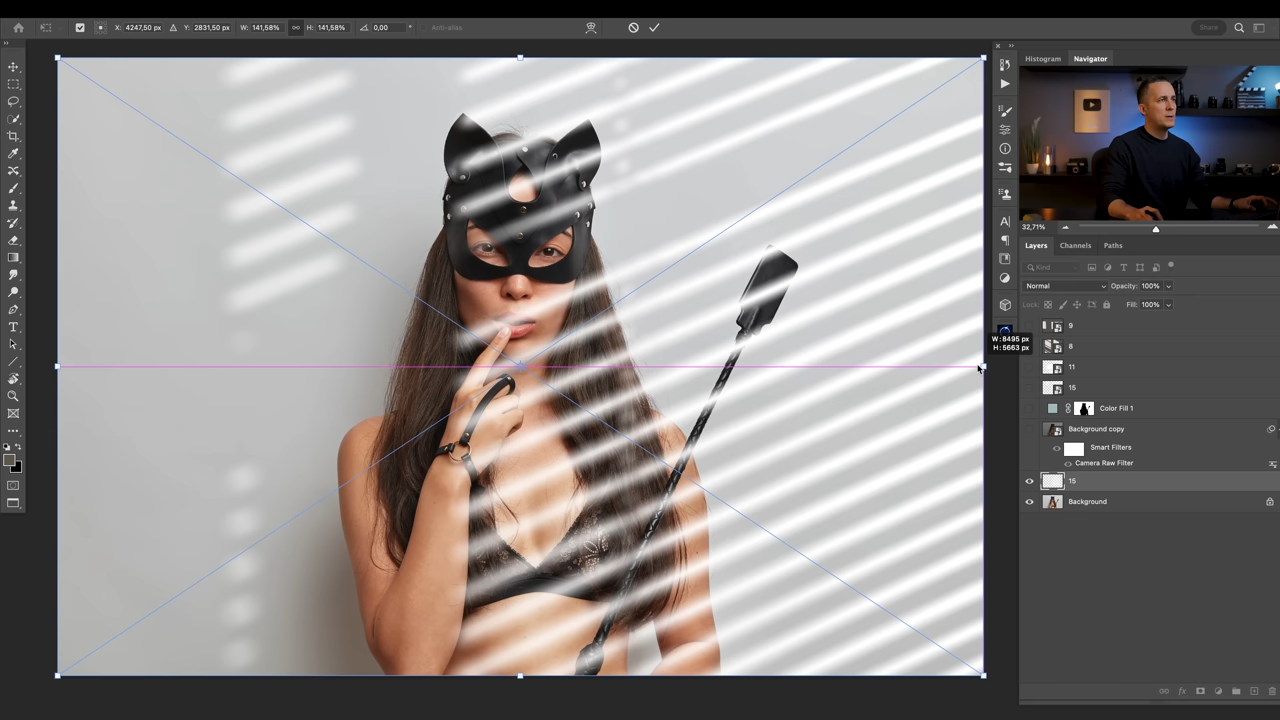 X: 4247,50 px Y: 2831,50 px W: 141,58% H: 141,58% 0,00 Anti-alias Share
Histogram Navigator
32,71%
Layers Channels Paths
Kind
Normal Opacity: 100%
Lock: Fill: 100%
9
W: 8495 px
H: 5663 px
8
11
15
Color Fill 1
Background copy
Smart Filters
Camera Raw Filter
15
Background